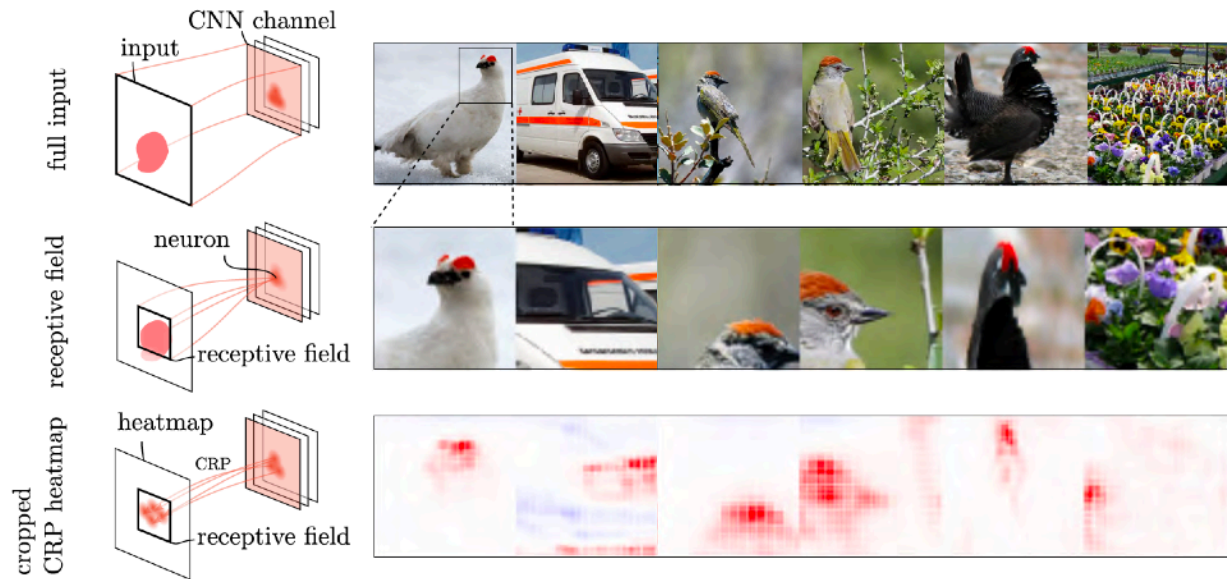 CNN channel
input
full input
neuron
receptive field
receptive field
heatmap
CRP
receptive field
cropped
CRP heatmap